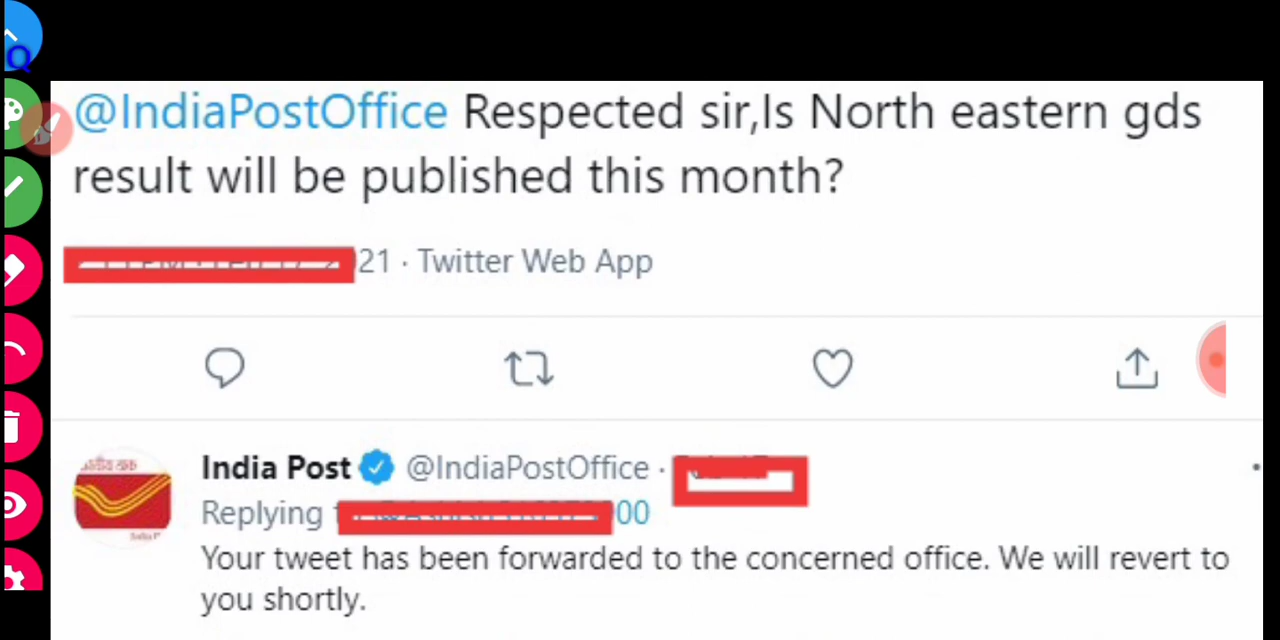 @IndiaPostOffice Respected sir,Is North eastern gds
result will be published this month?
21 · Twitter Web App
India Post @IndiaPostOffice ·
Replying 00
Your tweet has been forwarded to the concerned office. We will revert to
you shortly.